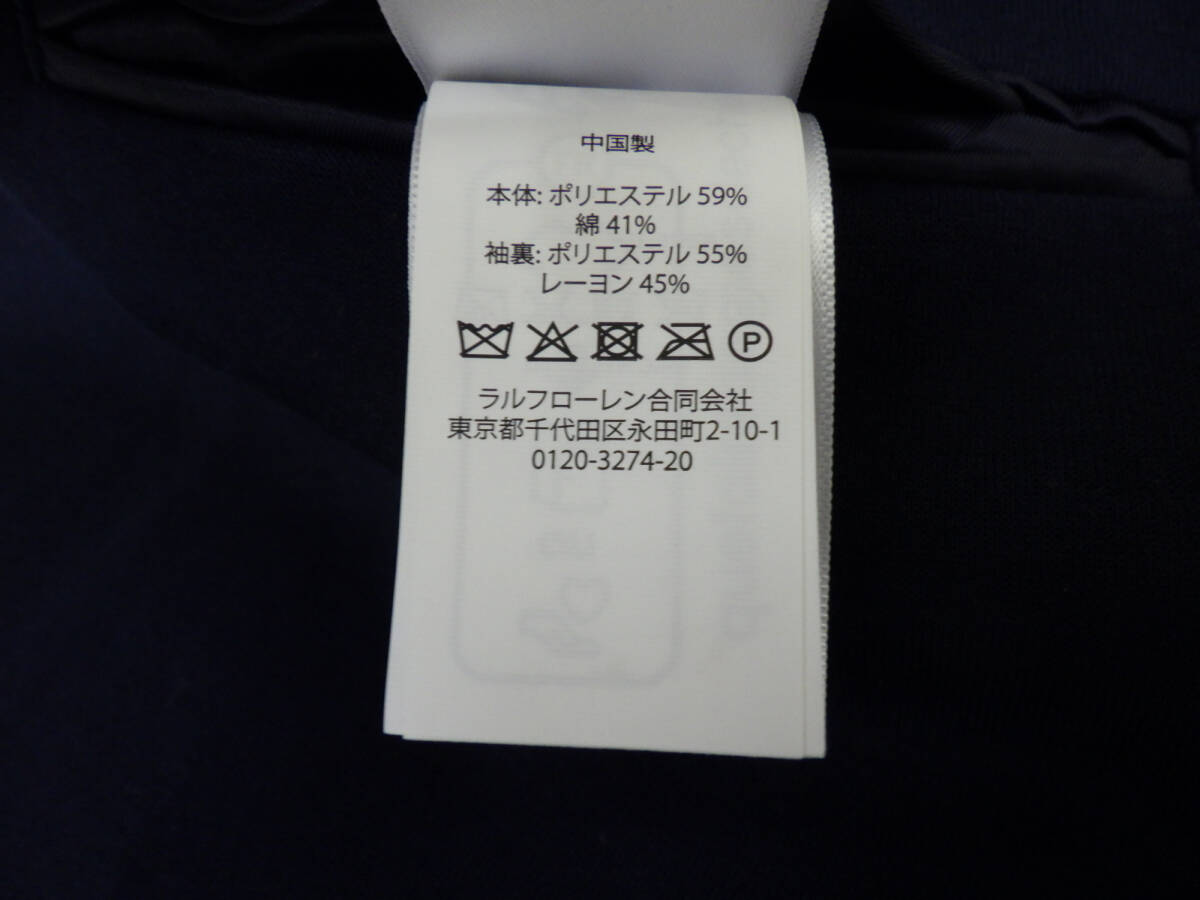 中国製
本体: ポリエステル 59%
綿 41%
袖裏: ポリエステル 55%
レーヨン 45%
P
ラルフローレン合同会社
東京都千代田区永田町2-10-1
0120-3274-20